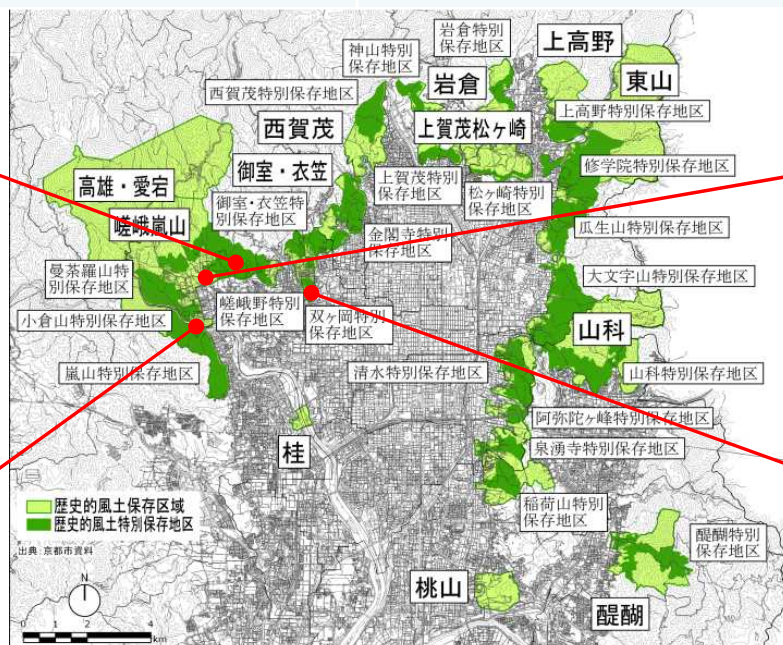 岩倉特別
保存地区
神山特別
保存地区
上高野
岩倉
東山
西賀茂特別保存地区
上高野特別保存地区
西賀茂
上賀茂松ヶ崎
修学院特別保存地区
御室・衣笠
高雄・愛宕
上賀茂特別
保存地区
松ヶ崎特別
保存地区
御室・衣笠特
別保存地区
嵯峨嵐山
金閣寺特別
保存地区
瓜生山特別保存地区
曼荼羅山特
別保存地区
大文字山特別保存地区
嵯峨野特別
保存地区
双ヶ岡特別
保存地区
小倉山特別保存地区
山科
嵐山特別保存地区
清水特別保存地区
山科特別保存地区
阿弥陀ヶ峰特別保存地区
桂
泉湧寺特別保存地区
歴史的風土保存区域
歴史的風土特別保存地区
稲荷山特別
保存地区
出典:京都市資料
醍醐特別
保存地区
N
桃山
醍醐
0 1 2 4
km